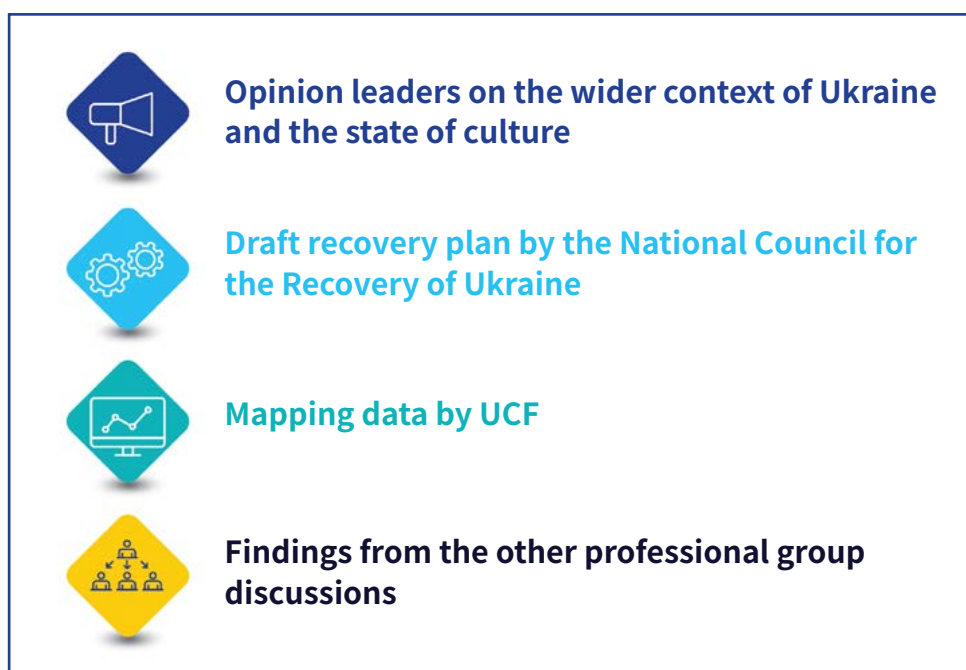 Opinion leaders on the wider context of Ukraine
and the state of culture
Draft recovery plan by the National Council for
the Recovery of Ukraine
Mapping data by UCF
Findings from the other professional group
discussions